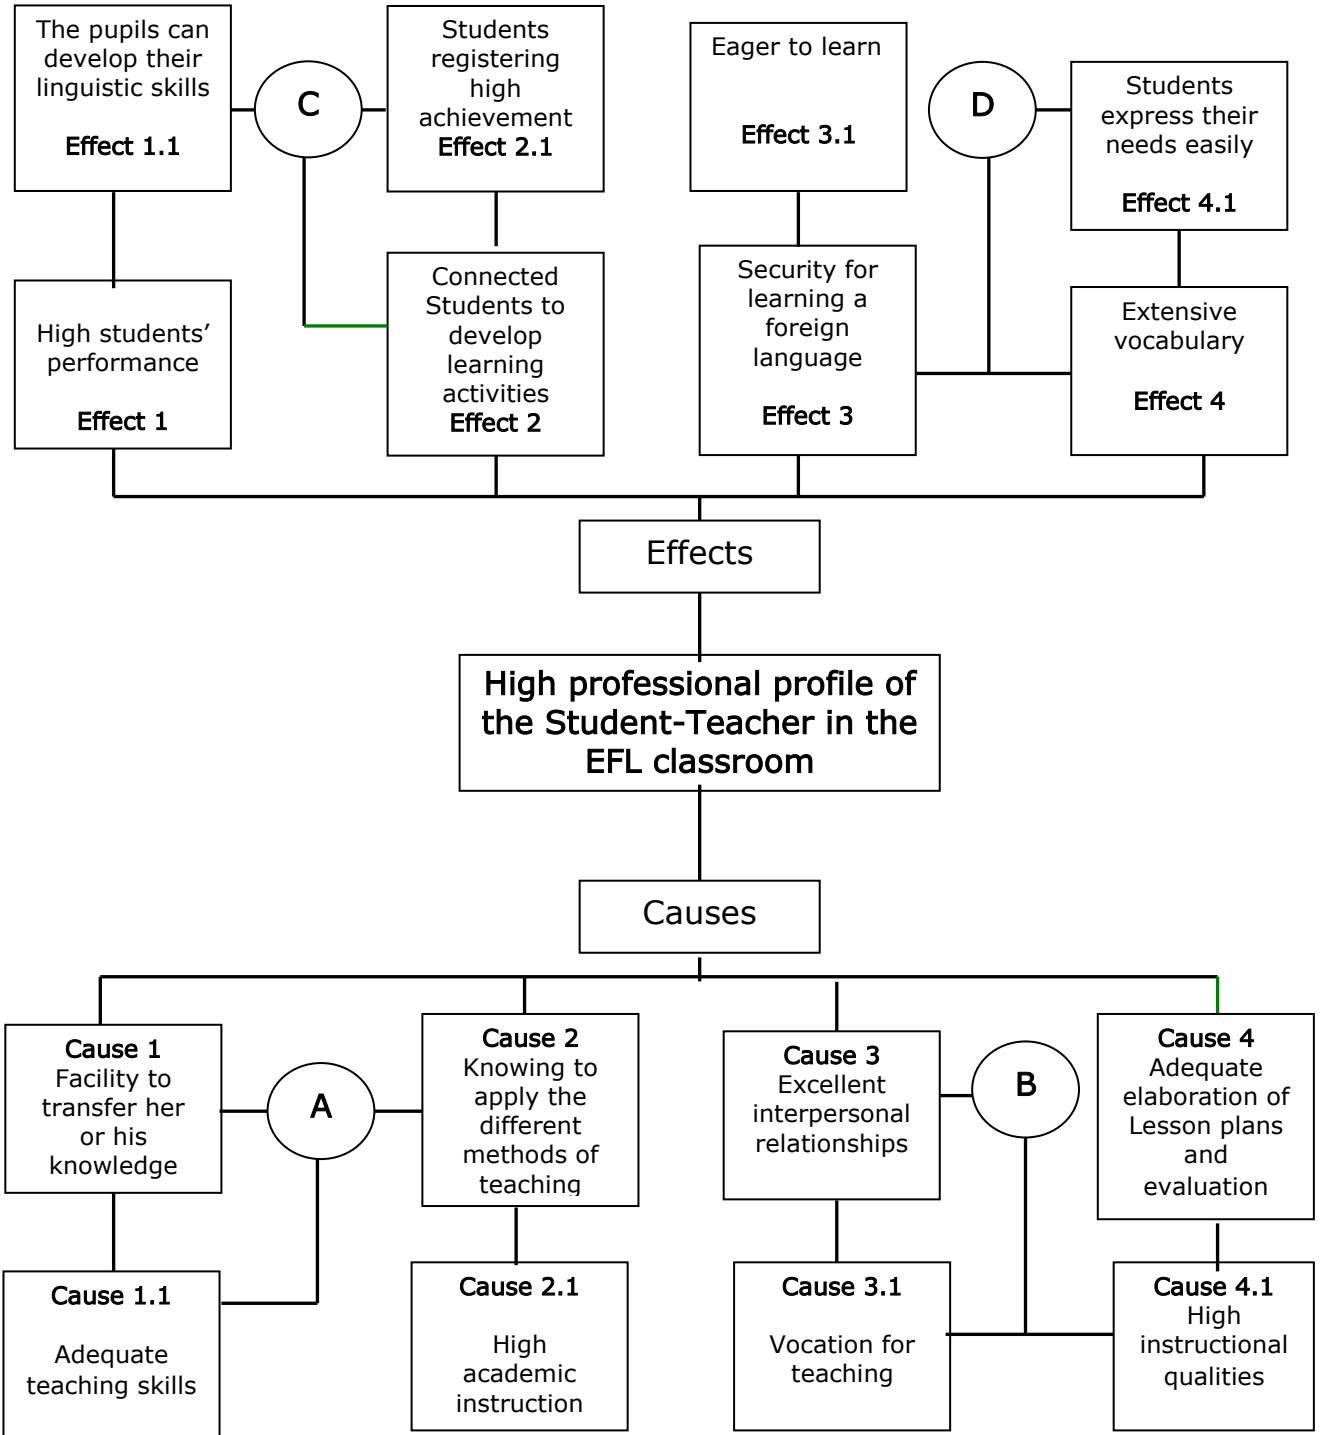 The pupils can
develop their
linguistic skills
Effect 1.1
C
Students
registering
high
achievement
Effect 2.1
Eager to learn
Effect 3.1
D
Students
express their
needs easily
Effect 4.1
High students’
performance
Effect 1
Connected
Students to
develop
learning
activities
Effect 2
Security for
learning a
foreign
language
Effect 3
Extensive
vocabulary
Effect 4
Effects
High professional profile of
the Student-Teacher in the
EFL classroom
Causes
Cause 1
Facility to
transfer her
or his
knowledge
A
Cause 2
Knowing to
apply the
different
methods of
teaching
Cause 3
Excellent
interpersonal
relationships
B
Cause 4
Adequate
elaboration of
Lesson plans
and
evaluation
Cause 1.1
Adequate
teaching skills
Cause 2.1
High
academic
instruction
Cause 3.1
Vocation for
teaching
Cause 4.1
High
instructional
qualities